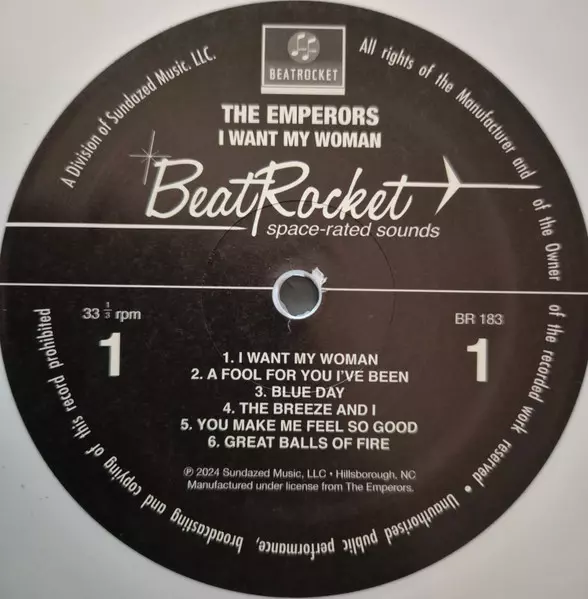 A Division of Sundazed Music. LLC.
All rights of the Manufacturer and of the Owner of the recorded work reserved • Unauthorised public performance, broadcasting and copying of this record prohibited
BEATROCKET
THE EMPERORS
I WANT MY WOMAN
BeatRocket
space-rated sounds
33 1/3 rpm
BR 183
1
1
1. I WANT MY WOMAN
2. A FOOL FOR YOU I'VE BEEN
3. BLUE DAY
4. THE BREEZE AND I
5. YOU MAKE ME FEEL SO GOOD
6. GREAT BALLS OF FIRE
℗ 2024 Sundazed Music, LLC • Hillsborough, NC
Manufactured under license from The Emperors.